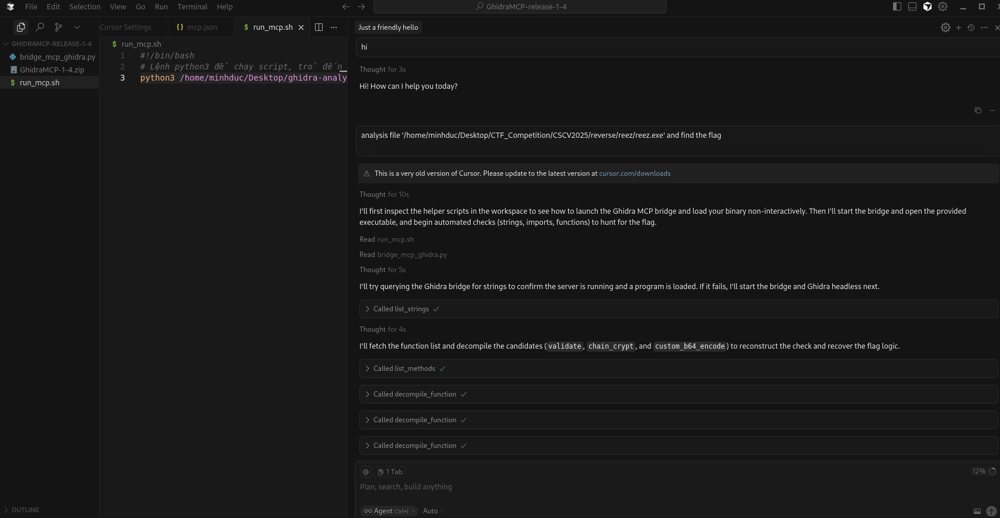 File Edit Selection View Go Run Terminal Help
GhidraMCP-release-1-4
Cursor Settings
{} mcp.json
$ run_mcp.sh
GHIDRAMCP-RELEASE-1-4
bridge_mcp_ghidra.py
GhidraMCP-1-4.zip
$ run_mcp.sh
$ run_mcp.sh
1 #!/bin/bash
2 # Lệnh python3 để chạy script, trỏ đến
3 python3 /home/minhduc/Desktop/ghidra-analy
Just a friendly hello
hi
Thought for 3s
Hi! How can I help you today?
analysis file '/home/minhduc/Desktop/CTF_Competition/CSCV2025/reverse/reez/reez.exe' and find the flag
This is a very old version of Cursor. Please update to the latest version at cursor.com/downloads
Thought for 10s
I'll first inspect the helper scripts in the workspace to see how to launch the Ghidra MCP bridge and load your binary non-interactively. Then I'll start the bridge and open the provided
executable, and begin automated checks (strings, imports, functions) to hunt for the flag.
Read run_mcp.sh
Read bridge_mcp_ghidra.py
Thought for 5s
I'll try querying the Ghidra bridge for strings to confirm the server is running and a program is loaded. If it fails, I'll start the bridge and Ghidra headless next.
Called list_strings
Thought for 4s
I'll fetch the function list and decompile the candidates (validate, chain_crypt, and custom_b64_encode) to reconstruct the check and recover the flag logic.
Called list_methods
Called decompile_function
Called decompile_function
Called decompile_function
@ 1 Tab
12%
Plan, search, build anything
Agent Ctrl+I Auto
OUTLINE